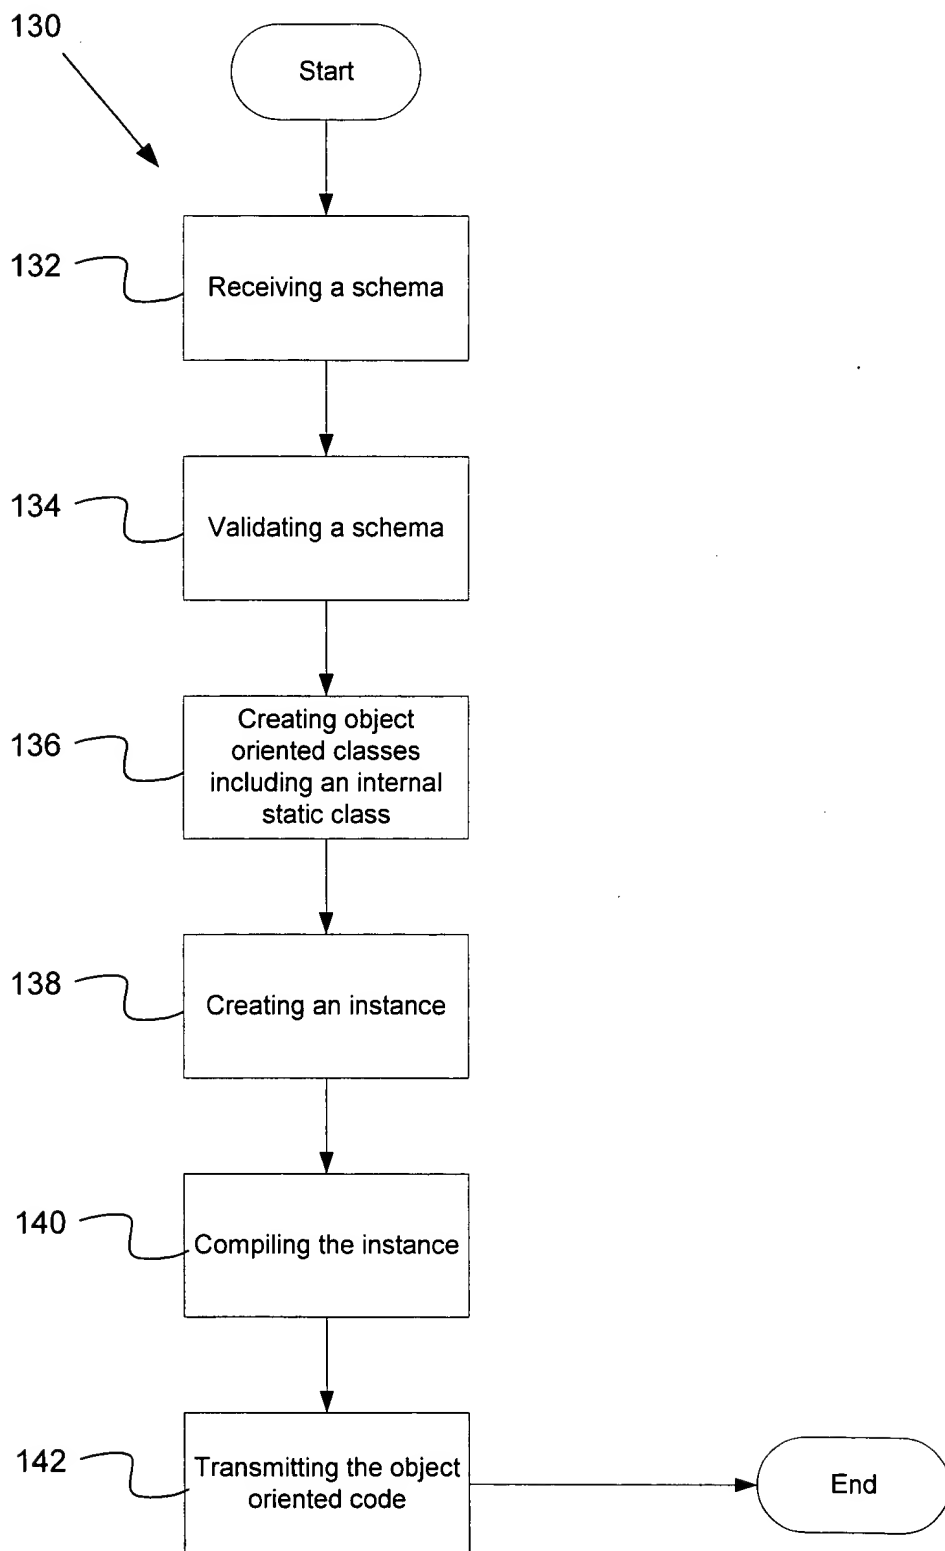 130
Start
132
Receiving a schema
134
Validating a schema
136
Creating object
oriented classes
including an internal
static class
138
Creating an instance
140
Compiling the instance
142
Transmitting the object
oriented code
End